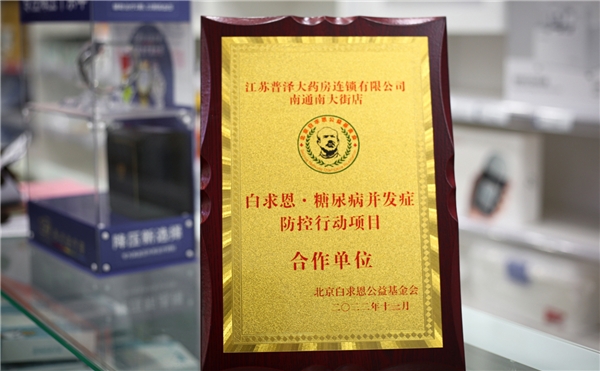 江苏普泽大药房连锁有限公司
南通南大街店
白求恩·糖尿病并发症
防控行动项目
合作单位
北京白求恩公益基金会
二〇二二年十二月
降压新选择